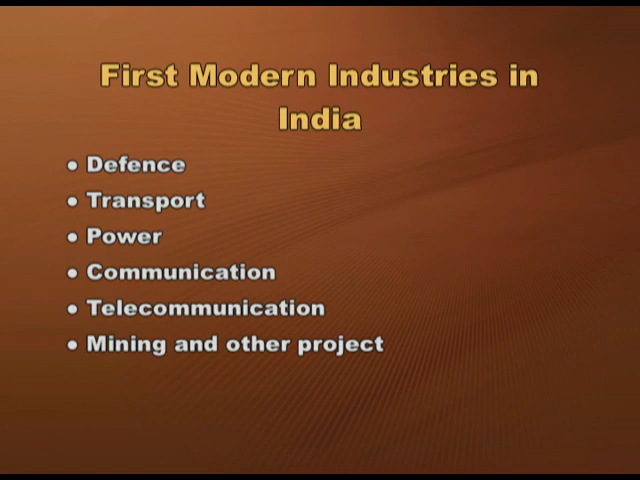 First Modern Industries in
India
• Defence
• Transport
• Power
• Communication
• Telecommunication
• Mining and other project